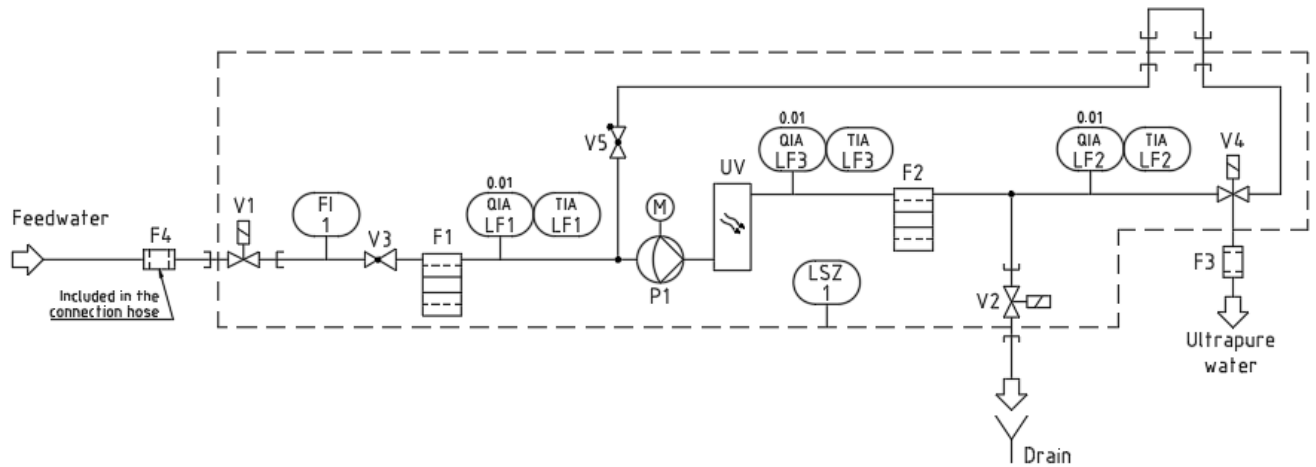 Feedwater
F4
Included in the
connection hose
V1
FI
1
V3
F1
0.01
QIA
LF1
TIA
LF1
V5
M
P1
UV
0.01
QIA
LF3
TIA
LF3
F2
LSZ
1
V2
Drain
0.01
QIA
LF2
TIA
LF2
V4
F3
Ultrapure
water